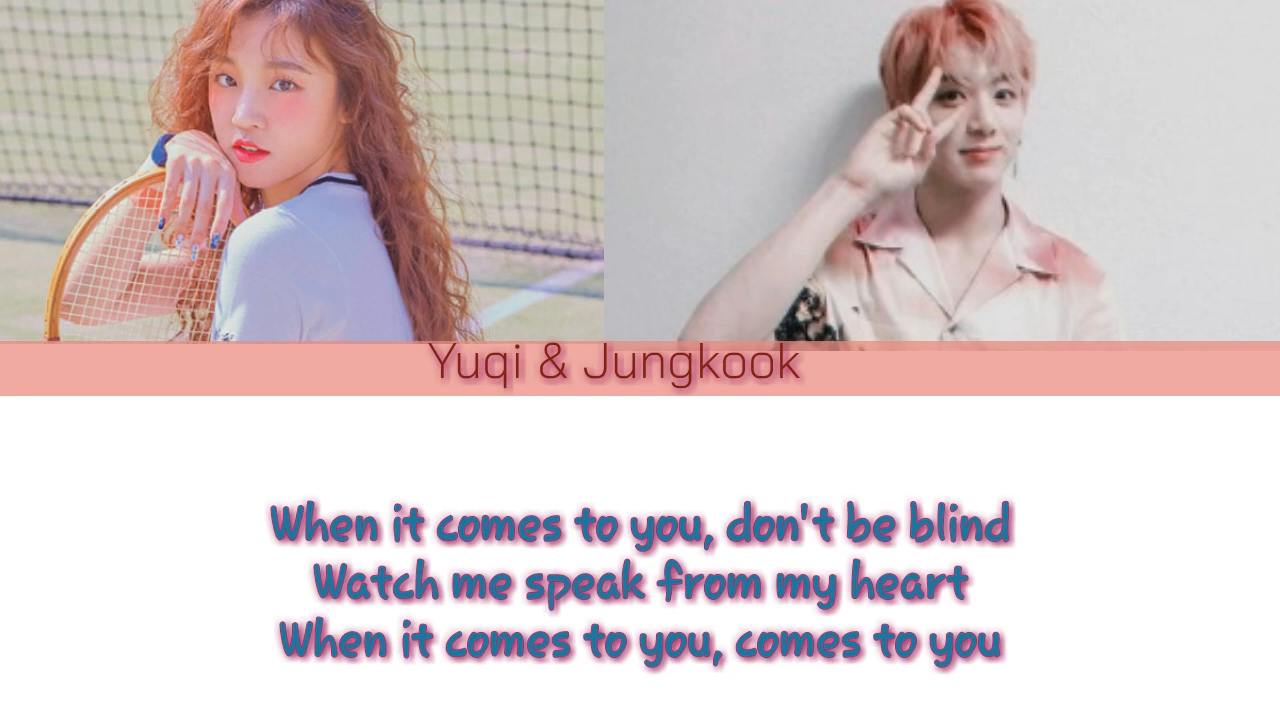 Yuqi & Jungkook
When it comes to you, don't be blind
Watch me speak from my heart
When it comes to you, comes to you